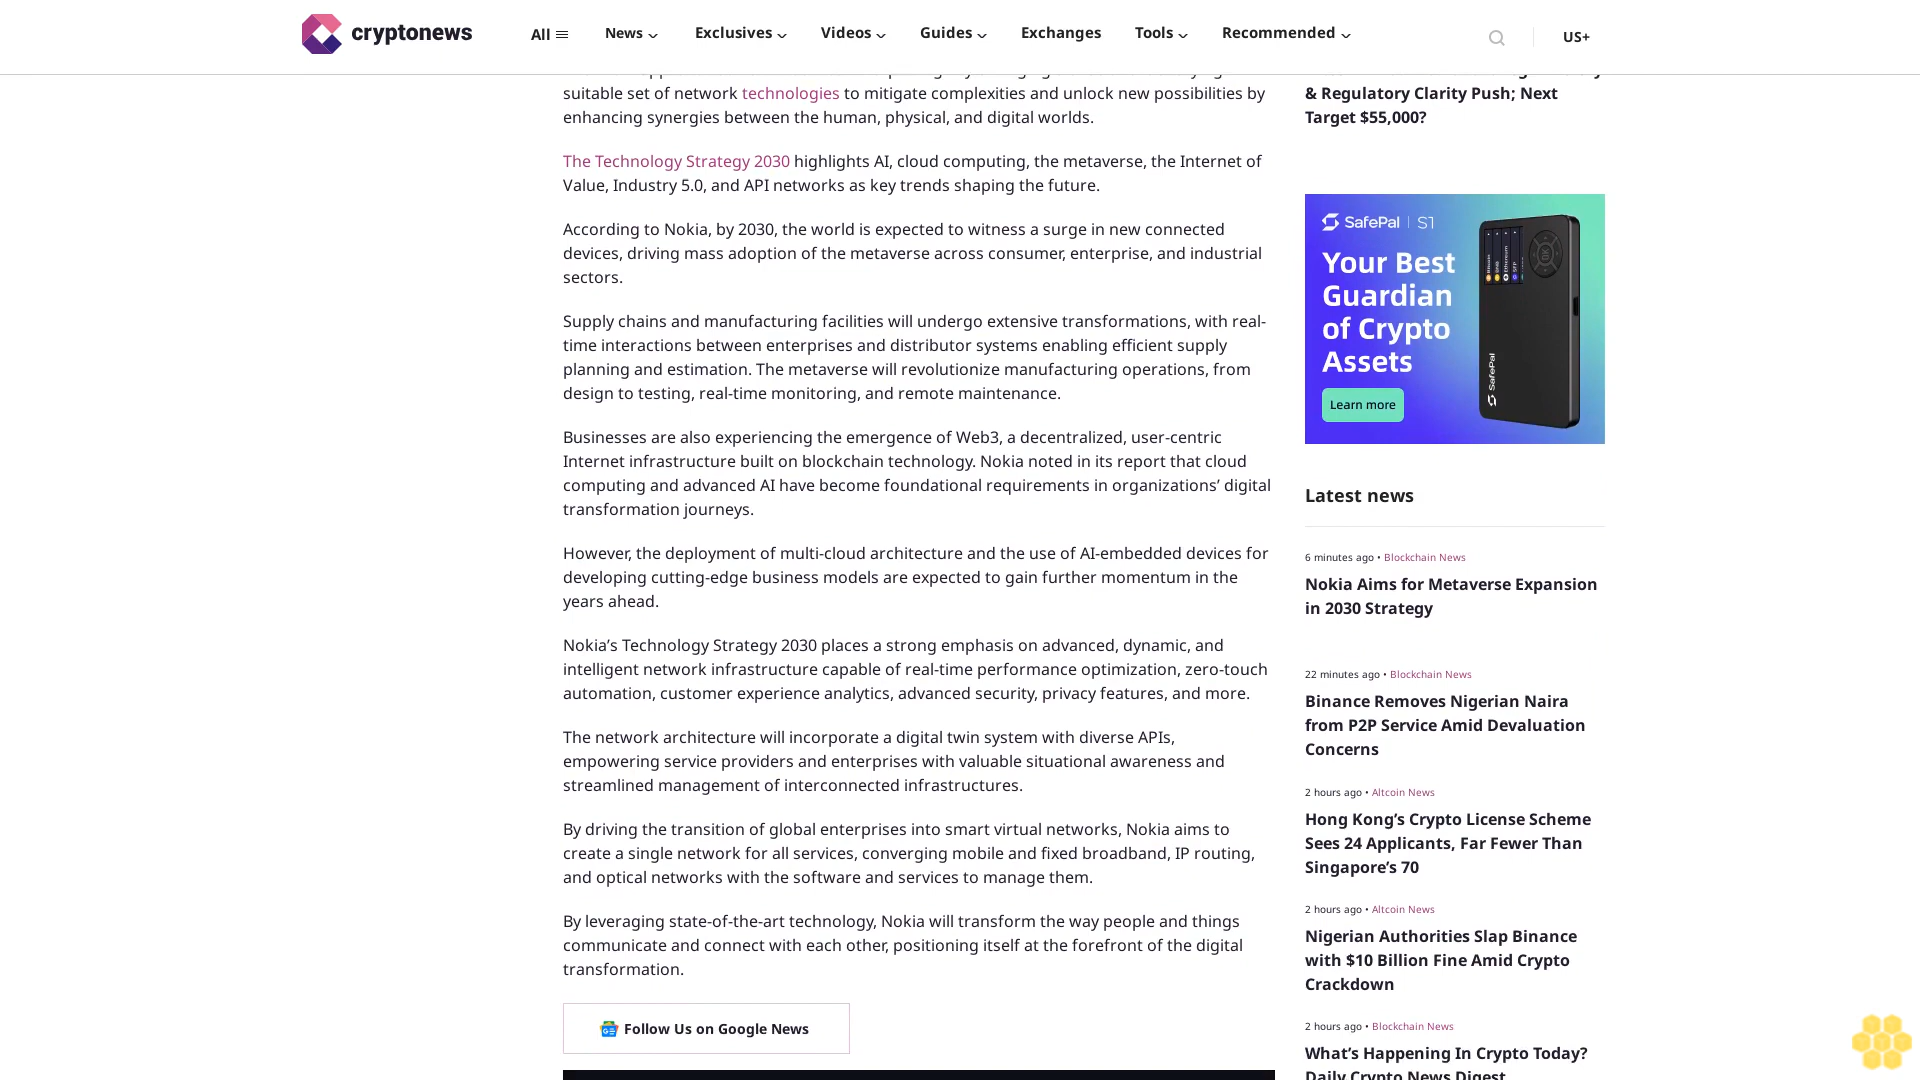 cryptonews
All
News
Exclusives
Videos
Guides
Exchanges
Tools
Recommended
US+
suitable set of network technologies to mitigate complexities and unlock new possibilities by
enhancing synergies between the human, physical, and digital worlds.
The Technology Strategy 2030 highlights AI, cloud computing, the metaverse, the Internet of
Value, Industry 5.0, and API networks as key trends shaping the future.
According to Nokia, by 2030, the world is expected to witness a surge in new connected
devices, driving mass adoption of the metaverse across consumer, enterprise, and industrial
sectors.
Supply chains and manufacturing facilities will undergo extensive transformations, with real-
time interactions between enterprises and distributor systems enabling efficient supply
planning and estimation. The metaverse will revolutionize manufacturing operations, from
design to testing, real-time monitoring, and remote maintenance.
Businesses are also experiencing the emergence of Web3, a decentralized, user-centric
Internet infrastructure built on blockchain technology. Nokia noted in its report that cloud
computing and advanced AI have become foundational requirements in organizations’ digital
transformation journeys.
However, the deployment of multi-cloud architecture and the use of AI-embedded devices for
developing cutting-edge business models are expected to gain further momentum in the
years ahead.
Nokia’s Technology Strategy 2030 places a strong emphasis on advanced, dynamic, and
intelligent network infrastructure capable of real-time performance optimization, zero-touch
automation, customer experience analytics, advanced security, privacy features, and more.
The network architecture will incorporate a digital twin system with diverse APIs,
empowering service providers and enterprises with valuable situational awareness and
streamlined management of interconnected infrastructures.
By driving the transition of global enterprises into smart virtual networks, Nokia aims to
create a single network for all services, converging mobile and fixed broadband, IP routing,
and optical networks with the software and services to manage them.
By leveraging state-of-the-art technology, Nokia will transform the way people and things
communicate and connect with each other, positioning itself at the forefront of the digital
transformation.
Follow Us on Google News
& Regulatory Clarity Push; Next
Target $55,000?
SafePal | S1
Your Best
Guardian
of Crypto
Assets
Learn more
SafePal
Latest news
6 minutes ago • Blockchain News
Nokia Aims for Metaverse Expansion
in 2030 Strategy
22 minutes ago • Blockchain News
Binance Removes Nigerian Naira
from P2P Service Amid Devaluation
Concerns
2 hours ago • Altcoin News
Hong Kong’s Crypto License Scheme
Sees 24 Applicants, Far Fewer Than
Singapore’s 70
2 hours ago • Altcoin News
Nigerian Authorities Slap Binance
with $10 Billion Fine Amid Crypto
Crackdown
2 hours ago • Blockchain News
What’s Happening In Crypto Today?
Daily Crypto News Digest